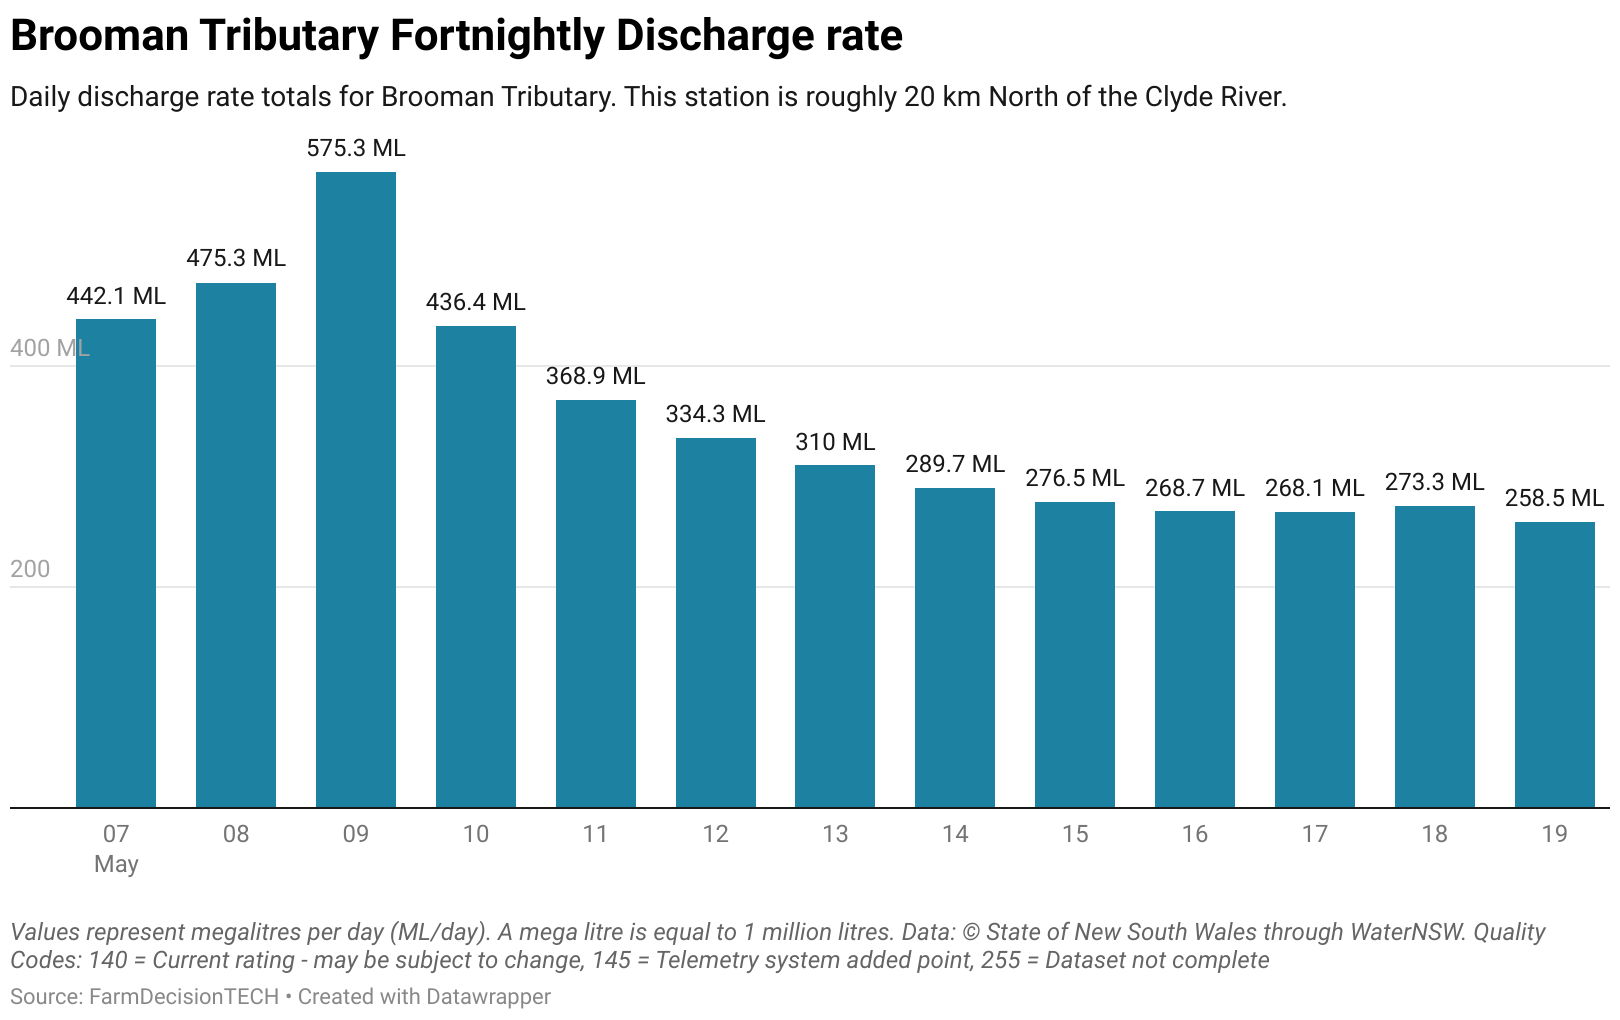 Brooman Tributary Fortnightly Discharge rate
Daily discharge rate totals for Brooman Tributary. This station is roughly 20 km North of the Clyde River.
575.3 ML
475.3 ML
442.1 ML
436.4 ML
400 ML
368.9 ML
334.3 ML
310 ML
289.7 ML
276.5 ML
268.7 ML
268.1 ML
273.3 ML
258.5 ML
200
07 08 09 10 11 12 13 14 15 16 17 18 19
May
Values represent megalitres per day (ML/day). A mega litre is equal to 1 million litres. Data: © State of New South Wales through WaterNSW. Quality
Codes: 140 = Current rating - may be subject to change, 145 = Telemetry system added point, 255 = Dataset not complete
Source: FarmDecisionTECH • Created with Datawrapper